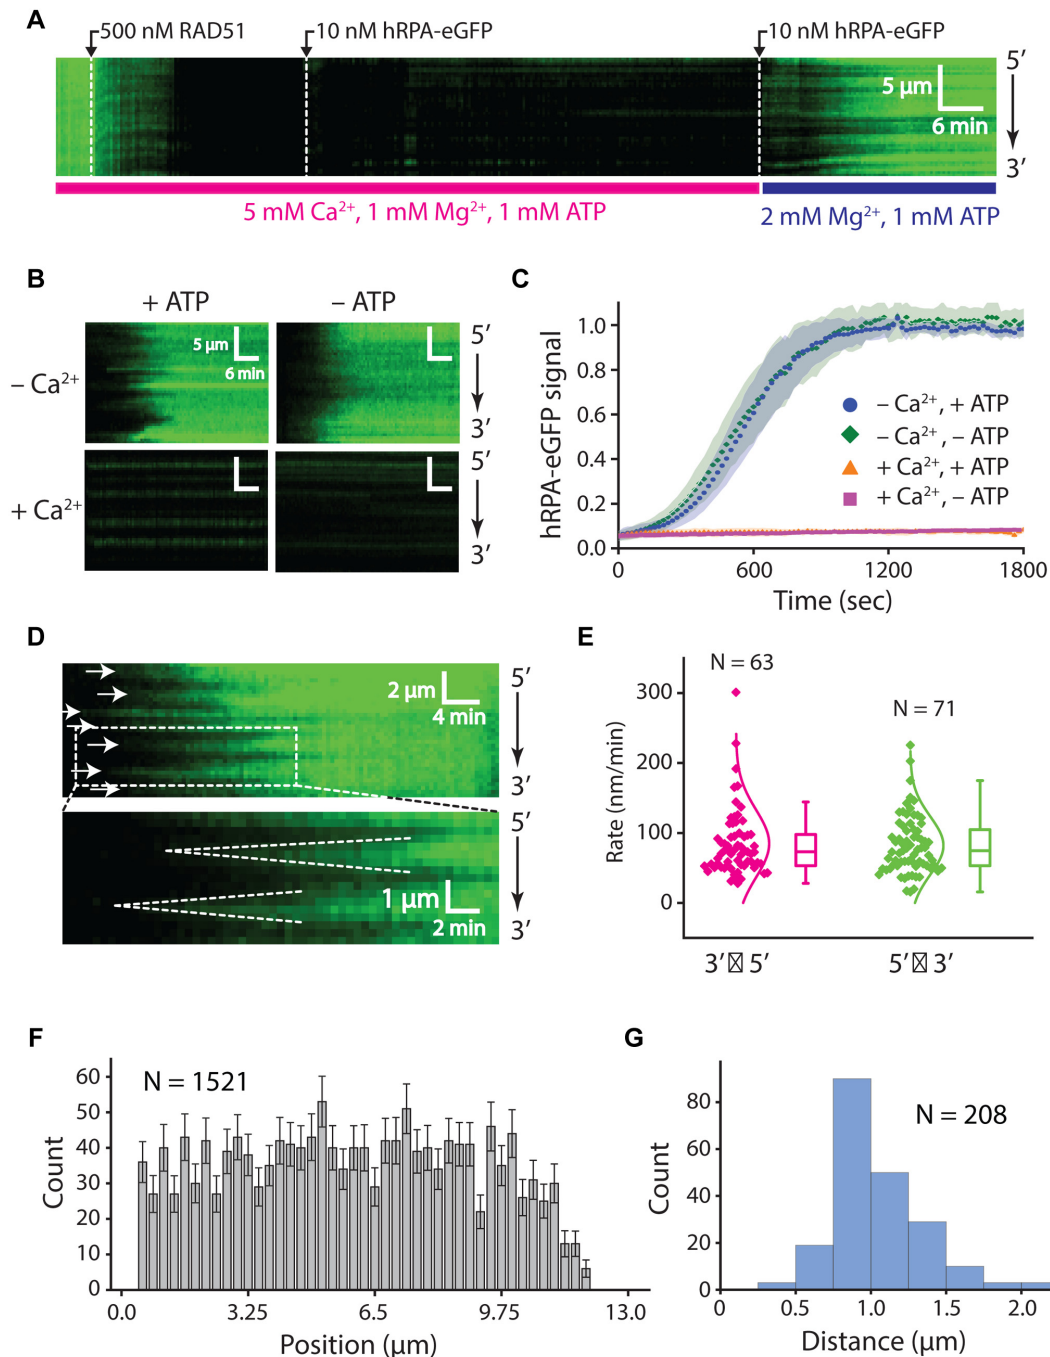 A
500 nM RAD51
10 nM hRPA-eGFP
10 nM hRPA-eGFP
5 µm
6 min
5′
3′
5 mM Ca²⁺, 1 mM Mg²⁺, 1 mM ATP
2 mM Mg²⁺, 1 mM ATP
B
+ ATP
– ATP
– Ca²⁺
5 µm
6 min
5′
3′
+ Ca²⁺
5′
3′
C
hRPA-eGFP signal
1.0
0.8
0.6
0.4
0.2
0.0
– Ca²⁺, + ATP
– Ca²⁺, – ATP
+ Ca²⁺, + ATP
+ Ca²⁺, – ATP
0 600 1200 1800
Time (sec)
D
2 µm
4 min
5′
3′
1 µm
2 min
5′
3′
E
N = 63
N = 71
Rate (nm/min)
300
200
100
0
3′ ☒ 5′
5′ ☒ 3′
F
N = 1521
Count
60
50
40
30
20
10
0
0.0 3.25 6.5 9.75 13.0
Position (µm)
G
N = 208
Count
80
60
40
20
0
0 0.5 1.0 1.5 2.0
Distance (µm)